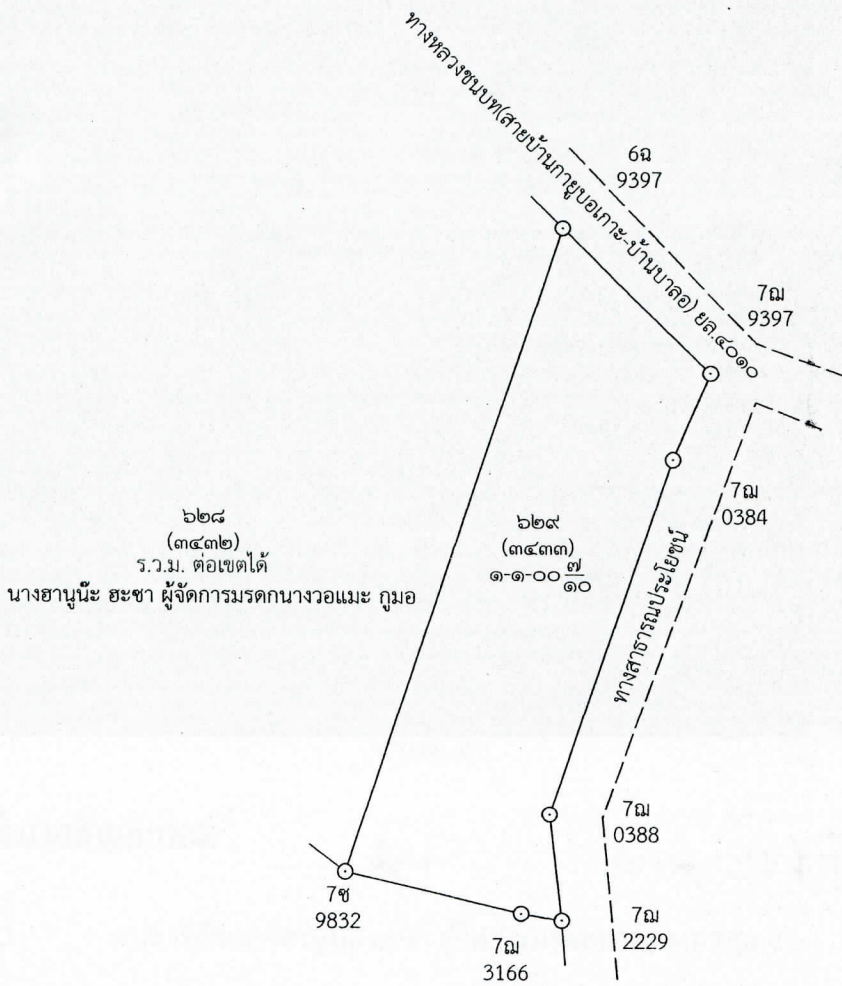 ทางหลวงชนบท(สายบ้านกายูบอเกาะ-บ้านบาลอ) ยล.๔๐๑๐
6ฉ
9397
7ฌ
9397
7ฌ
0384
๖๒๘
(๓๔๓๒)
ร.ว.ม. ต่อเขตได้
นางฮานูน๊ะ ฮะซา ผู้จัดการมรดกนางวอแมะ กูมอ
๖๒๙
(๓๔๓๓)
๑-๑-๐๐ ๗/๑๐
ทางสาธารณประโยชน์
7ฌ
0388
7ช
9832
7ฌ
2229
7ฌ
3166